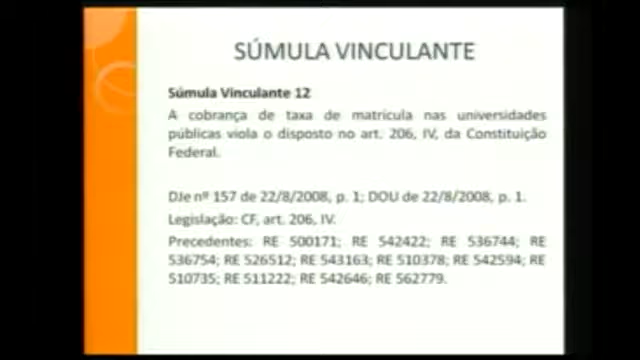 SÚMULA VINCULANTE
Súmula Vinculante 12
A cobrança de taxa de matrícula nas universidades
públicas viola o disposto no art. 206, IV, da Constituição
Federal.
DJe nº 157 de 22/8/2008, p. 1; DOU de 22/8/2008, p. 1.
Legislação: CF, art. 206, IV.
Precedentes: RE 500171; RE 542422; RE 536744; RE
536754; RE 526512; RE 543163; RE 510378; RE 542594; RE
510735; RE 511222; RE 542646; RE 562779.